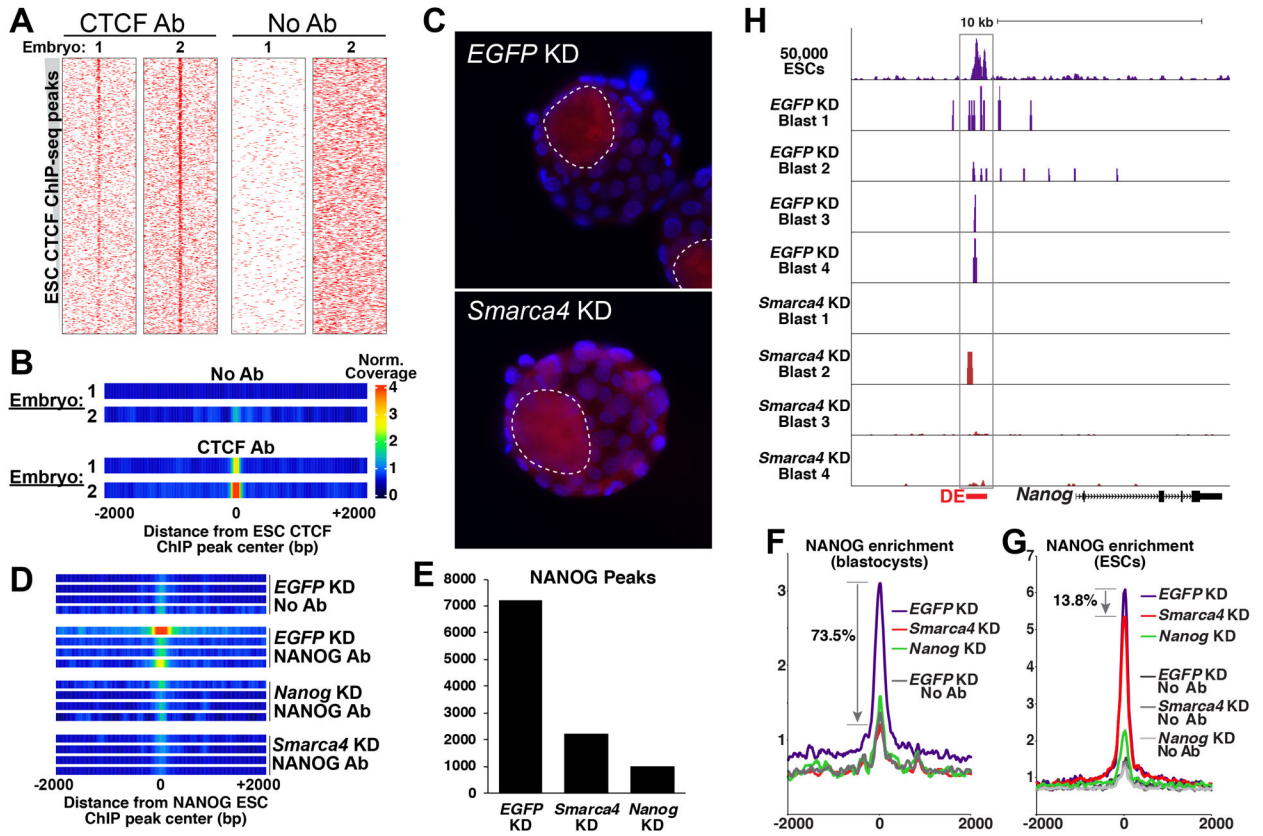 A
CTCF Ab
No Ab
Embryo: 1 2 1 2
ESC CTCF ChIP-seq peaks
B
No Ab
Norm. Coverage
Embryo: 1
2
4
3
2
1
0
CTCF Ab
Embryo: 1
2
-2000 0 +2000
Distance from ESC CTCF
ChIP peak center (bp)
C
EGFP KD
Smarca4 KD
D
EGFP KD
No Ab
EGFP KD
NANOG Ab
Nanog KD
NANOG Ab
Smarca4 KD
NANOG Ab
-2000 0 +2000
Distance from NANOG ESC
ChIP peak center (bp)
E
NANOG Peaks
8000
7000
6000
5000
4000
3000
2000
1000
0
EGFP KD
Smarca4 KD
Nanog KD
H
10 kb
50,000
ESCs
EGFP KD
Blast 1
EGFP KD
Blast 2
EGFP KD
Blast 3
EGFP KD
Blast 4
Smarca4 KD
Blast 1
Smarca4 KD
Blast 2
Smarca4 KD
Blast 3
Smarca4 KD
Blast 4
DE
Nanog
F
NANOG enrichment
(blastocysts)
3
2
1
73.5%
EGFP KD
Smarca4 KD
Nanog KD
EGFP KD
No Ab
-2000 0 2000
G
NANOG enrichment
(ESCs)
6
5
4
3
2
1
13.8%
EGFP KD
Smarca4 KD
Nanog KD
EGFP KD
No Ab
Smarca4 KD
No Ab
Nanog KD
No Ab
-2000 0 2000